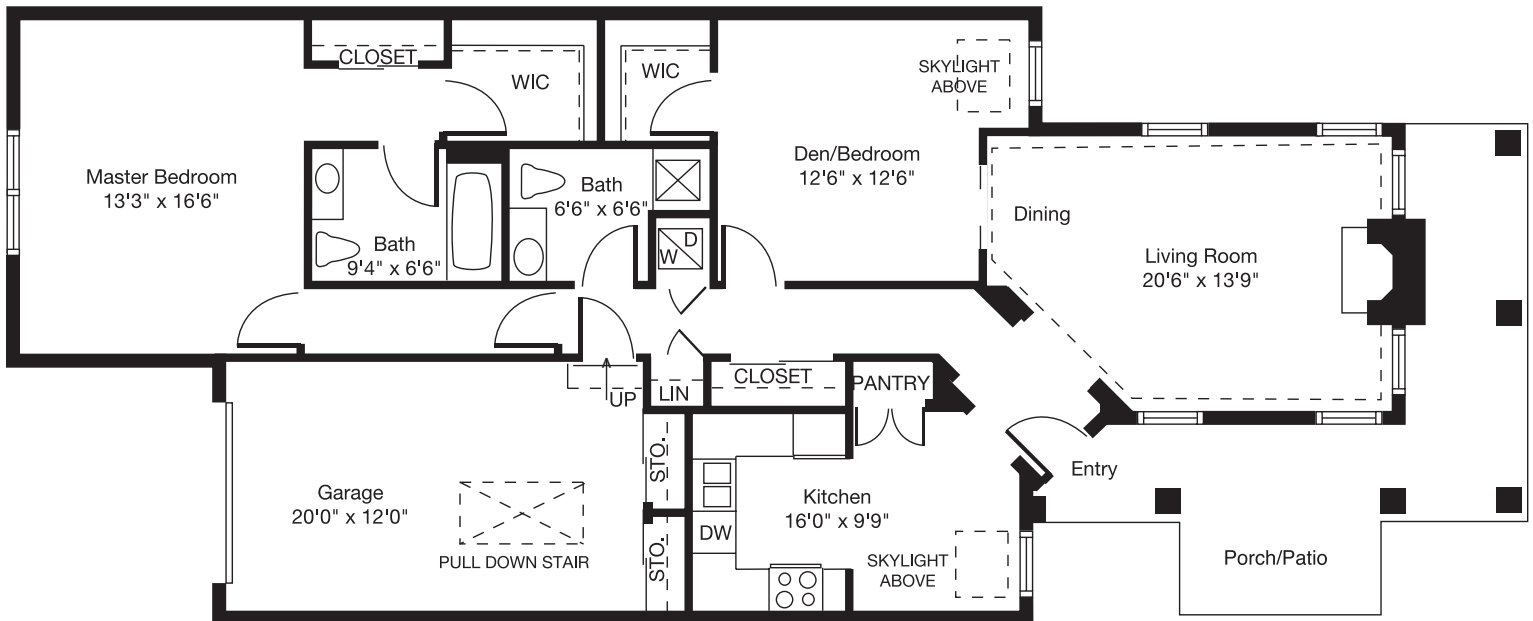 CLOSET
WIC
WIC
SKYLIGHT
ABOVE
Master Bedroom
13'3" x 16'6"
Den/Bedroom
12'6" x 12'6"
Bath
6'6" x 6'6"
Dining
Bath
9'4" x 6'6"
W
D
Living Room
20'6" x 13'9"
UP
LIN
CLOSET
PANTRY
STO.
Entry
Garage
20'0" x 12'0"
Kitchen
16'0" x 9'9"
DW
PULL DOWN STAIR
STO.
SKYLIGHT
ABOVE
Porch/Patio